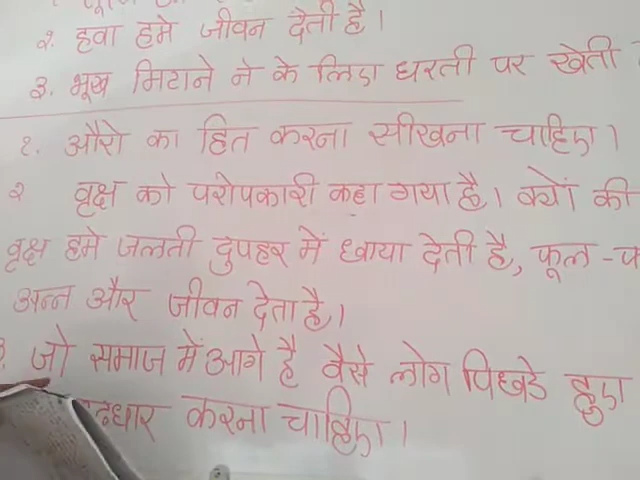 २. हवा हमे जीवन देती है।
३. भूख मिटाने ने के लिए धरती पर खेती
१. औरो का हित करना सीखना चाहिए।
२ वृक्ष को परोपकारी कहा गया है। क्यों की
वृक्ष हमे जलती दुपहर में छाया देती है, फूल-
अन्न और जीवन देता है।
जो समाज में आगे है वैसे लोग पिछडे हुए
करना चाहिए।